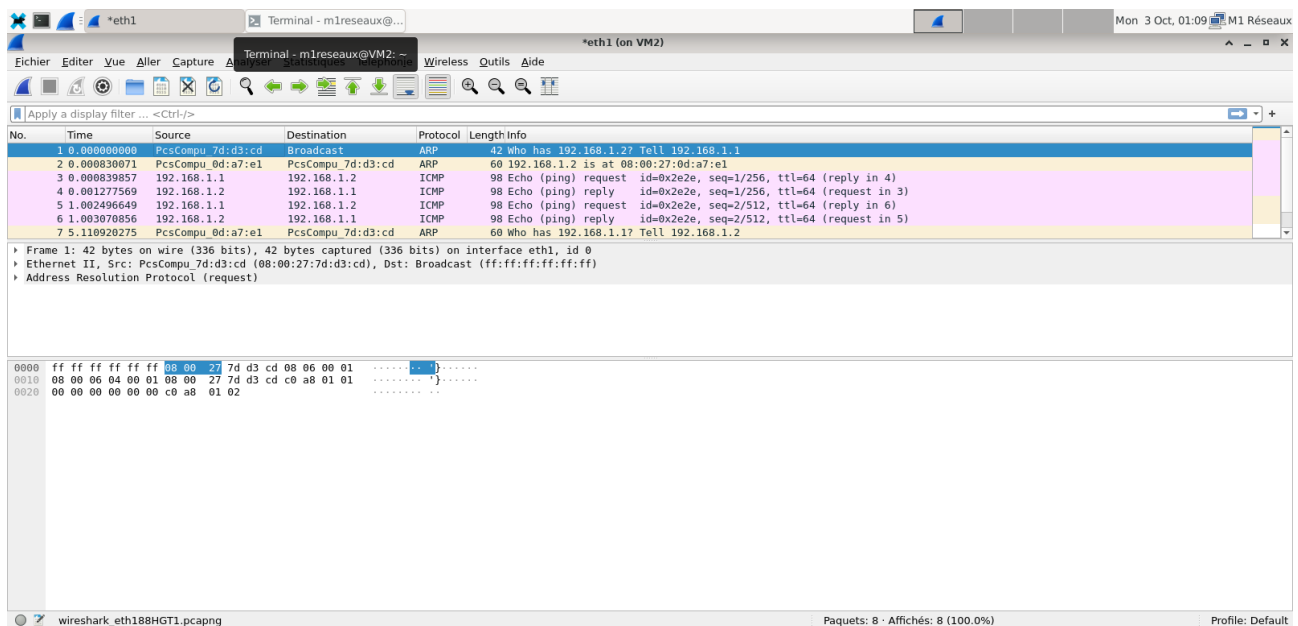 *eth1 Terminal - m1reseaux@... Mon 3 Oct, 01:09 M1 Réseaux
*eth1 (on VM2)
Terminal - m1reseaux@VM2: ~
Fichier Editer Vue Aller Capture Analyser Statistiques Telephonie Wireless Outils Aide
Apply a display filter ... <Ctrl-/>
No. Time Source Destination Protocol Length Info
1 0.000000000 PcsCompu_7d:d3:cd Broadcast ARP 42 Who has 192.168.1.2? Tell 192.168.1.1
2 0.000830071 PcsCompu_0d:a7:e1 PcsCompu_7d:d3:cd ARP 60 192.168.1.2 is at 08:00:27:0d:a7:e1
3 0.000839857 192.168.1.1 192.168.1.2 ICMP 98 Echo (ping) request id=0x2e2e, seq=1/256, ttl=64 (reply in 4)
4 0.001277569 192.168.1.2 192.168.1.1 ICMP 98 Echo (ping) reply id=0x2e2e, seq=1/256, ttl=64 (request in 3)
5 1.002496649 192.168.1.1 192.168.1.2 ICMP 98 Echo (ping) request id=0x2e2e, seq=2/512, ttl=64 (reply in 6)
6 1.003070856 192.168.1.2 192.168.1.1 ICMP 98 Echo (ping) reply id=0x2e2e, seq=2/512, ttl=64 (request in 5)
7 5.110920275 PcsCompu_0d:a7:e1 PcsCompu_7d:d3:cd ARP 60 Who has 192.168.1.1? Tell 192.168.1.2
Frame 1: 42 bytes on wire (336 bits), 42 bytes captured (336 bits) on interface eth1, id 0
Ethernet II, Src: PcsCompu_7d:d3:cd (08:00:27:7d:d3:cd), Dst: Broadcast (ff:ff:ff:ff:ff:ff)
Address Resolution Protocol (request)
0000 ff ff ff ff ff ff 08 00 27 7d d3 cd 08 06 00 01 ········ '}······
0010 08 00 06 04 00 01 08 00 27 7d d3 cd c0 a8 01 01 ········ '}······
0020 00 00 00 00 00 00 c0 a8 01 02 ········ ··
wireshark_eth188HGT1.pcapng Paquets: 8 · Affichés: 8 (100.0%) Profile: Default